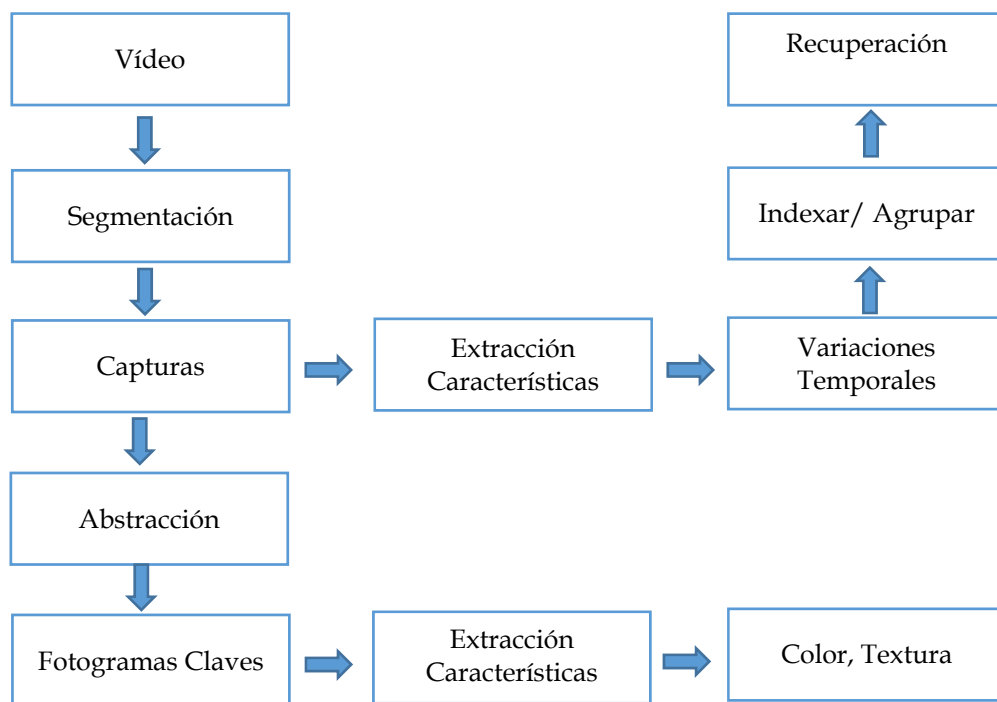 Vídeo
Recuperación
Segmentación
Indexar/ Agrupar
Capturas
Extracción
Características
Variaciones
Temporales
Abstracción
Fotogramas Claves
Extracción
Características
Color, Textura